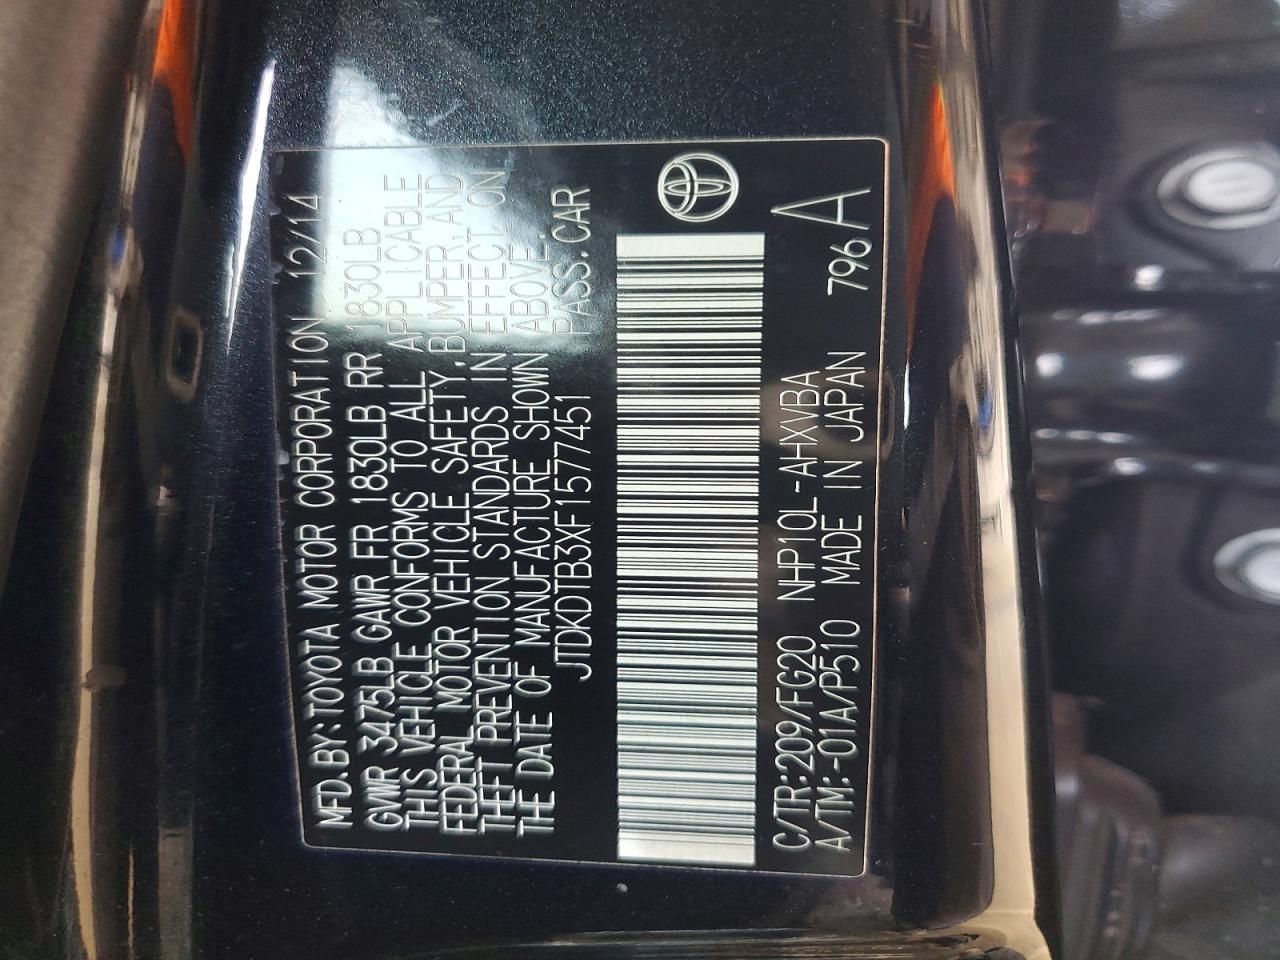 MFD.BY:TOYOTA MOTOR CORPORATION 12/14
GVWR 3475LB GAWR FR 1830LB RR 1830LB
THIS VEHICLE CONFORMS TO ALL APPLICABLE
FEDERAL MOTOR VEHICLE SAFETY,BUMPER,AND
THEFT PREVENTION STANDARDS IN EFFECT ON
THE DATE OF MANUFACTURE SHOWN ABOVE.
JTDKDTB3XF1577451 PASS.CAR
C/TR:209/FG20 NHP10L-AHXVBA
A/TM:-01A/P510 MADE IN JAPAN 796 A